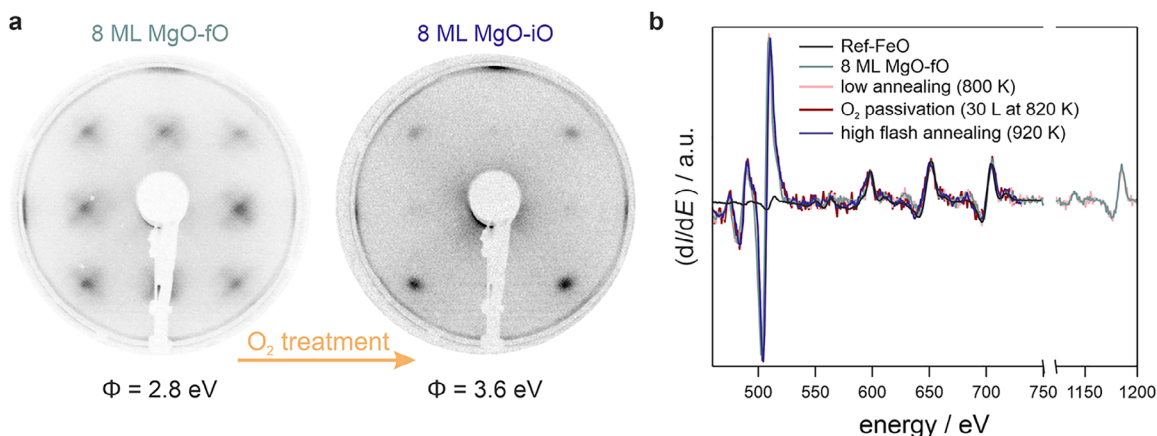 a
8 ML MgO-fO
8 ML MgO-iO
O₂ treatment
Φ = 2.8 eV
Φ = 3.6 eV
b
Ref-FeO
8 ML MgO-fO
low annealing (800 K)
O₂ passivation (30 L at 820 K)
high flash annealing (920 K)
(dI/dE) / a.u.
500 550 600 650 700 750 1150 1200
energy / eV